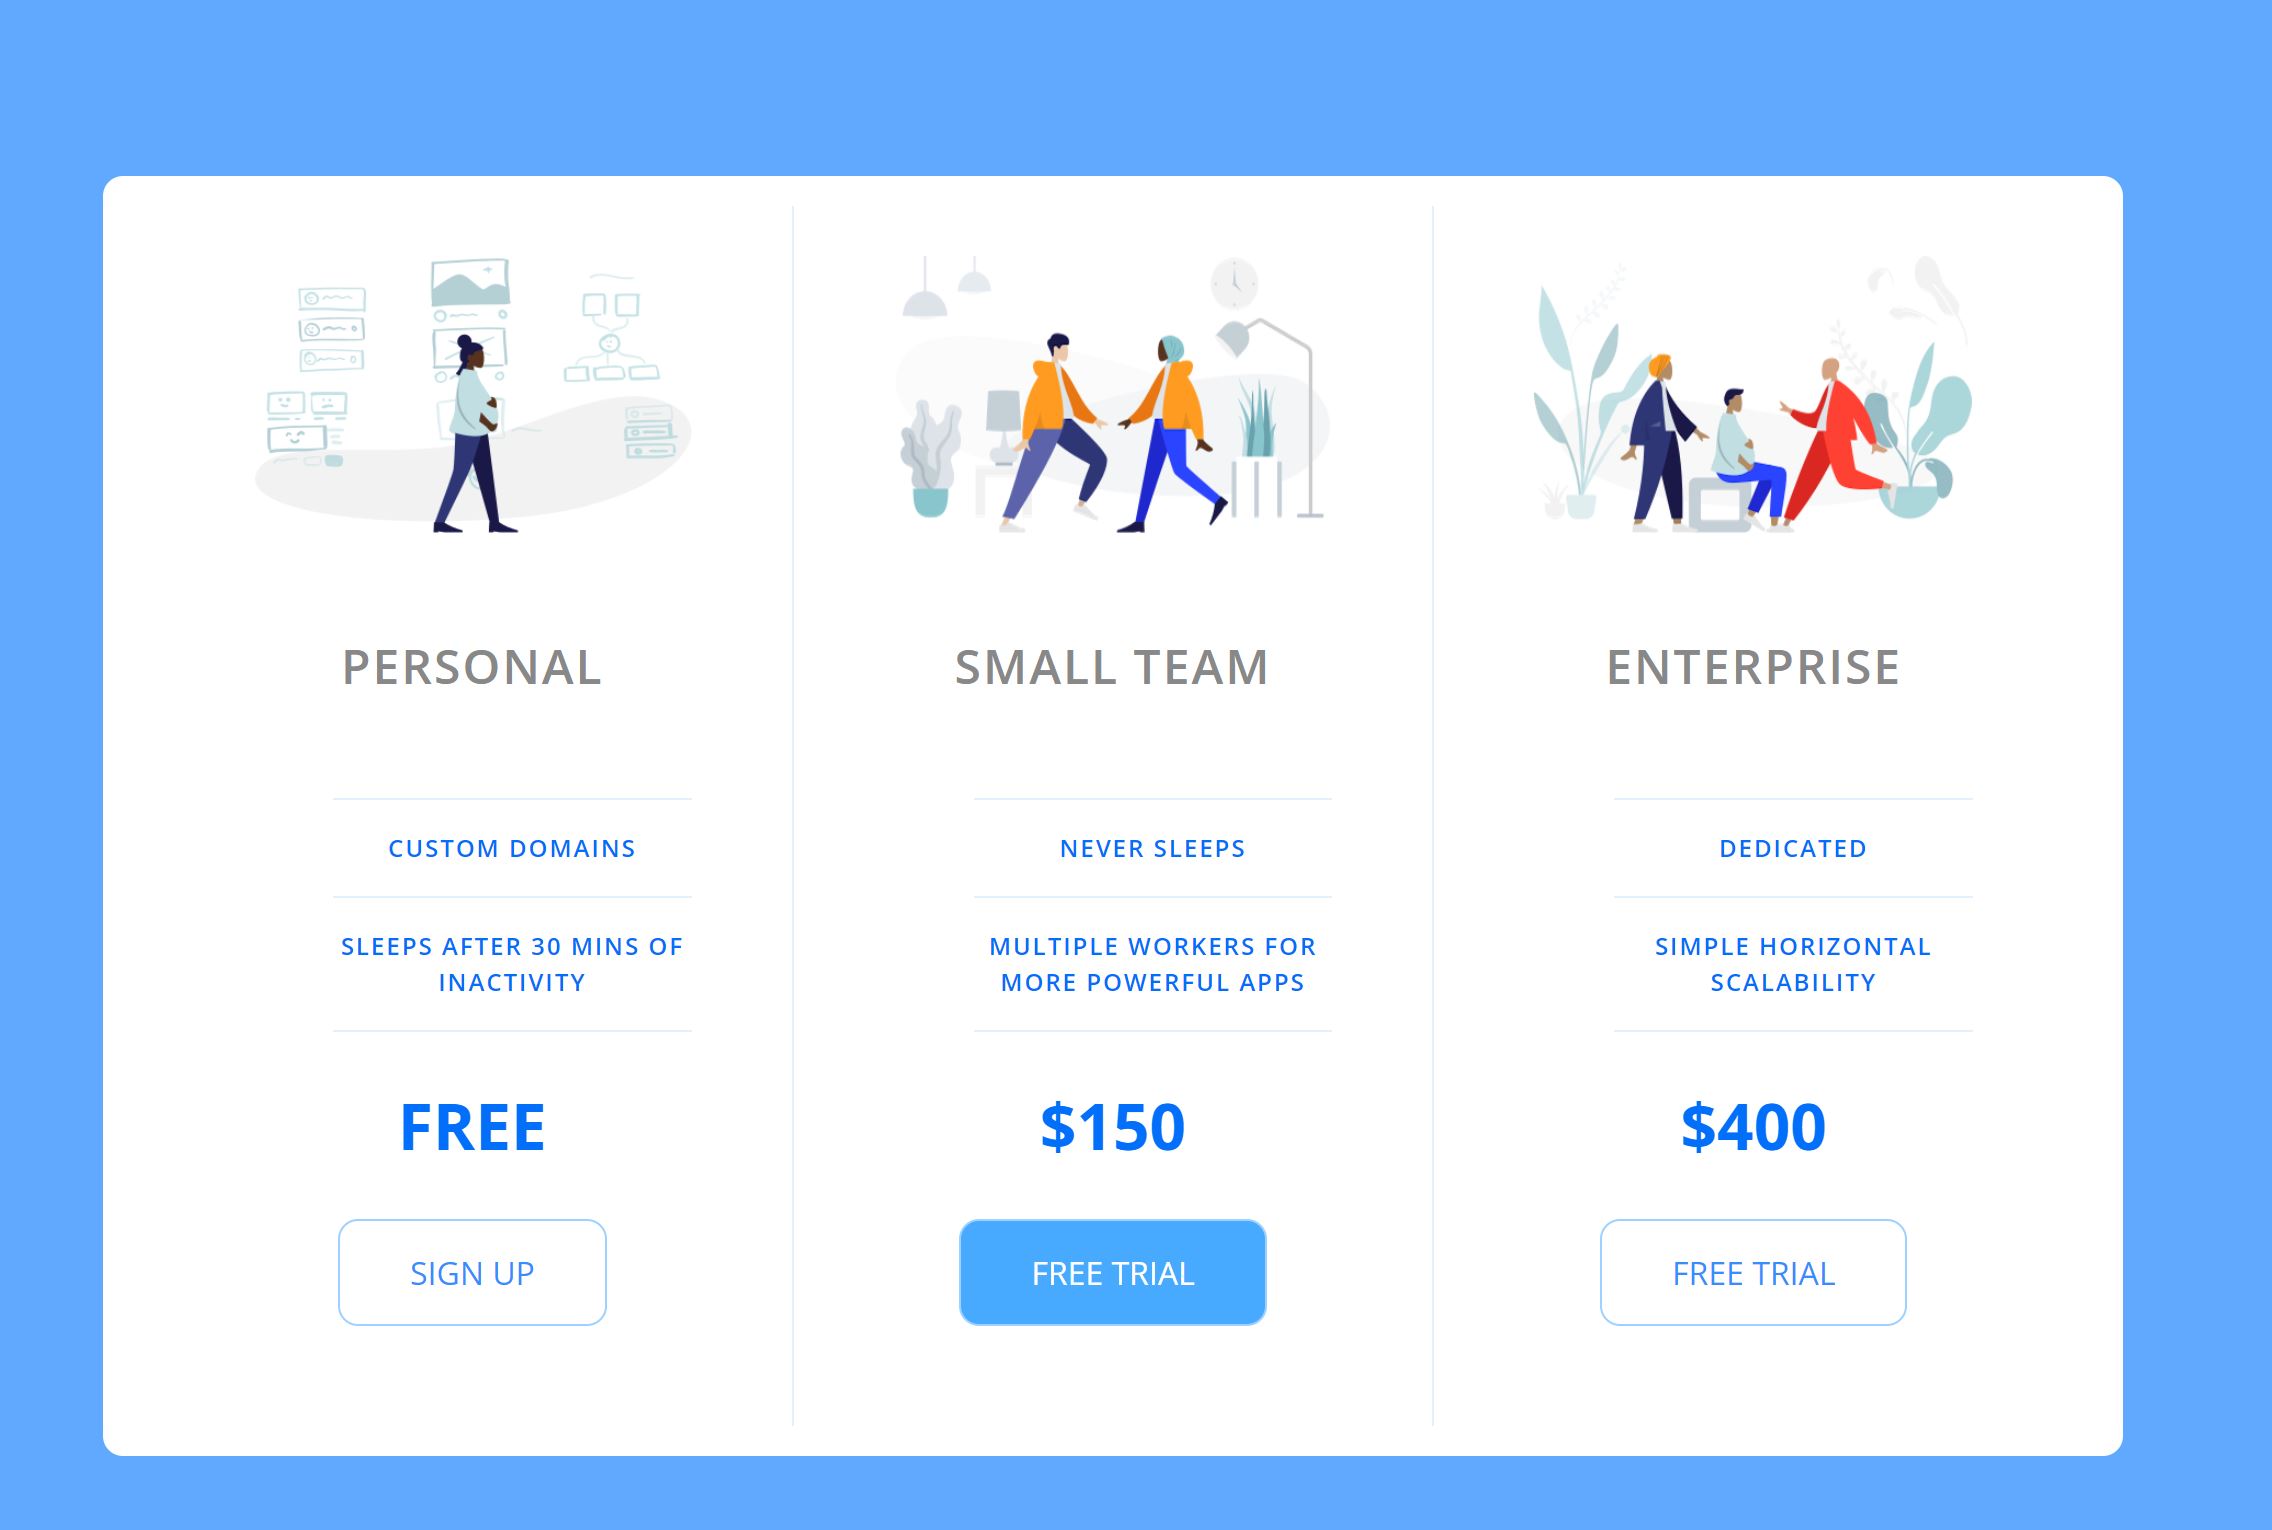 PERSONAL
CUSTOM DOMAINS
SLEEPS AFTER 30 MINS OF
INACTIVITY
FREE
SIGN UP
SMALL TEAM
NEVER SLEEPS
MULTIPLE WORKERS FOR
MORE POWERFUL APPS
$150
FREE TRIAL
ENTERPRISE
DEDICATED
SIMPLE HORIZONTAL
SCALABILITY
$400
FREE TRIAL